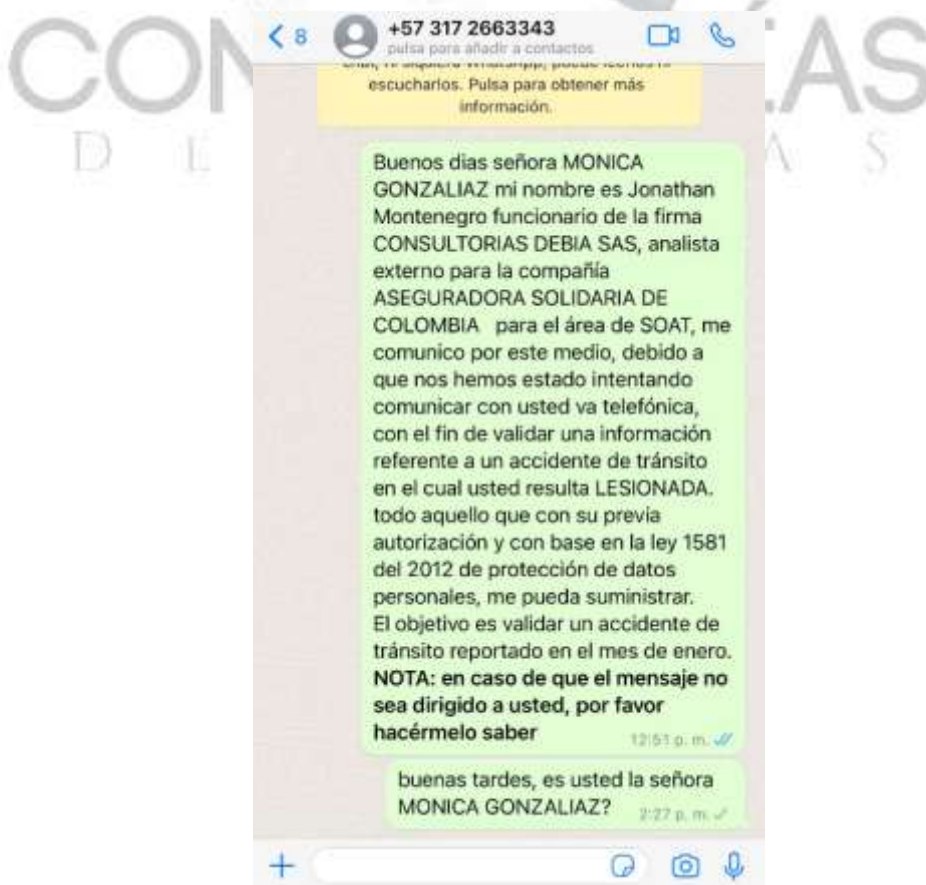 8
+57 317 2663343
pulsa para añadir a contactos
escucharlos. Pulsa para obtener más
información.
Buenos dias señora MONICA
GONZALIAZ mi nombre es Jonathan
Montenegro funcionario de la firma
CONSULTORIAS DEBIA SAS, analista
externo para la compañía
ASEGURADORA SOLIDARIA DE
COLOMBIA para el área de SOAT, me
comunico por este medio, debido a
que nos hemos estado intentando
comunicar con usted va telefónica,
con el fin de validar una información
referente a un accidente de tránsito
en el cual usted resulta LESIONADA.
todo aquello que con su previa
autorización y con base en la ley 1581
del 2012 de protección de datos
personales, me pueda suministrar.
El objetivo es validar un accidente de
tránsito reportado en el mes de enero.
NOTA: en caso de que el mensaje no
sea dirigido a usted, por favor
hacérmelo saber
12:51 p. m.
buenas tardes, es usted la señora
MONICA GONZALIAZ?
2:27 p. m.